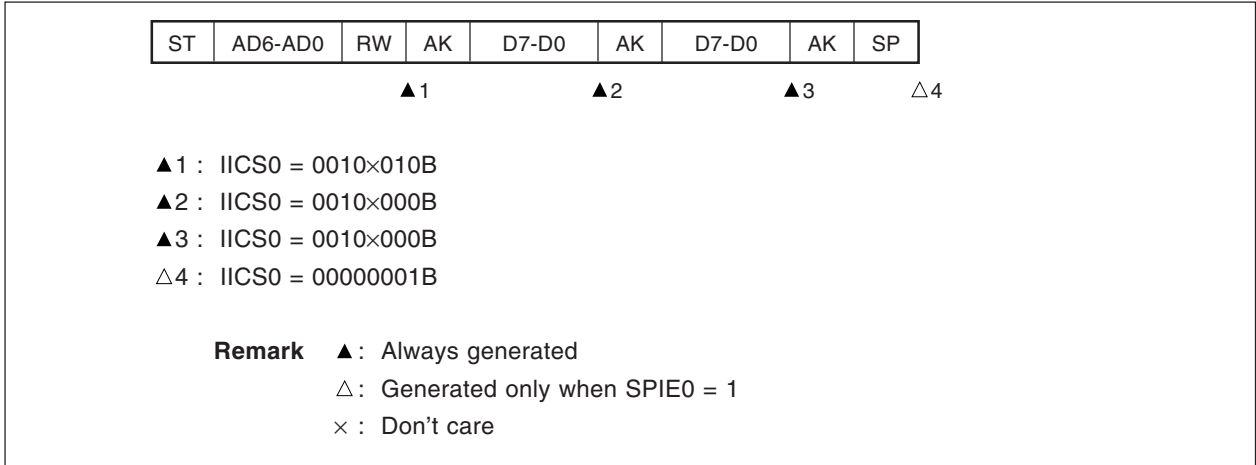 ST AD6-AD0 RW AK D7-D0 AK D7-D0 AK SP
▲1 ▲2 ▲3 △4
▲1 : IICS0 = 0010×010B
▲2 : IICS0 = 0010×000B
▲3 : IICS0 = 0010×000B
△4 : IICS0 = 00000001B
Remark ▲ : Always generated
△ : Generated only when SPIE0 = 1
× : Don't care